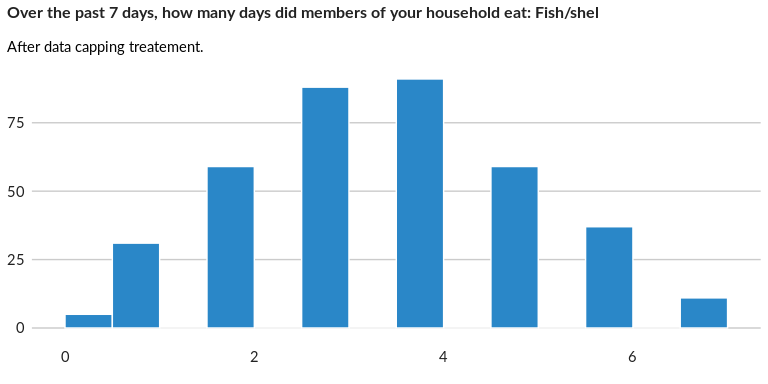 Over the past 7 days, how many days did members of your household eat: Fish/shel
After data capping treatement.
75
50
25
0
0 2 4 6